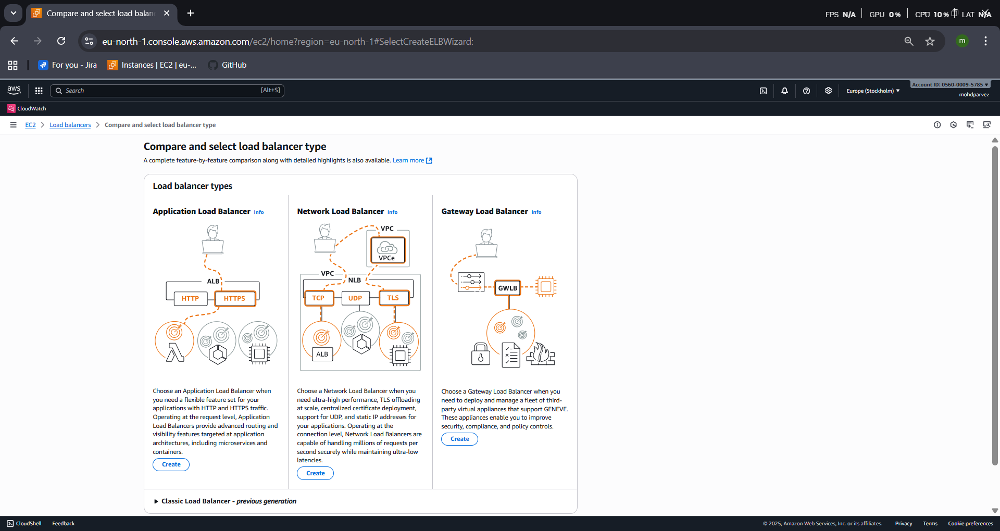 Compare and select load balan
FPS N/A GPU 0% CPU 10% LAT N/A
eu-north-1.console.aws.amazon.com/ec2/home?region=eu-north-1#SelectCreateELBWizard:
m
For you - Jira
Instances | EC2 | eu-...
GitHub
aws
Search
[Alt+S]
Europe (Stockholm)
Account ID: 0560-0009-5785
mohdparvez
CloudWatch
EC2
Load balancers
Compare and select load balancer type
Compare and select load balancer type
A complete feature-by-feature comparison along with detailed highlights is also available. Learn more
Load balancer types
Application Load Balancer Info
ALB
HTTP
HTTPS
Choose an Application Load Balancer when
you need a flexible feature set for your
applications with HTTP and HTTPS traffic.
Operating at the request level, Application
Load Balancers provide advanced routing and
visibility features targeted at application
architectures, including microservices and
containers.
Create
Network Load Balancer Info
VPC
VPCe
VPC
NLB
TCP
UDP
TLS
ALB
Choose a Network Load Balancer when you
need ultra-high performance, TLS offloading
at scale, centralized certificate deployment,
support for UDP, and static IP addresses for
your applications. Operating at the
connection level, Network Load Balancers are
capable of handling millions of requests per
second securely while maintaining ultra-low
latencies.
Create
Gateway Load Balancer Info
GWLB
Choose a Gateway Load Balancer when you
need to deploy and manage a fleet of third-
party virtual appliances that support GENEVE.
These appliances enable you to improve
security, compliance, and policy controls.
Create
Classic Load Balancer - previous generation
CloudShell
Feedback
© 2025, Amazon Web Services, Inc. or its affiliates.
Privacy
Terms
Cookie preferences